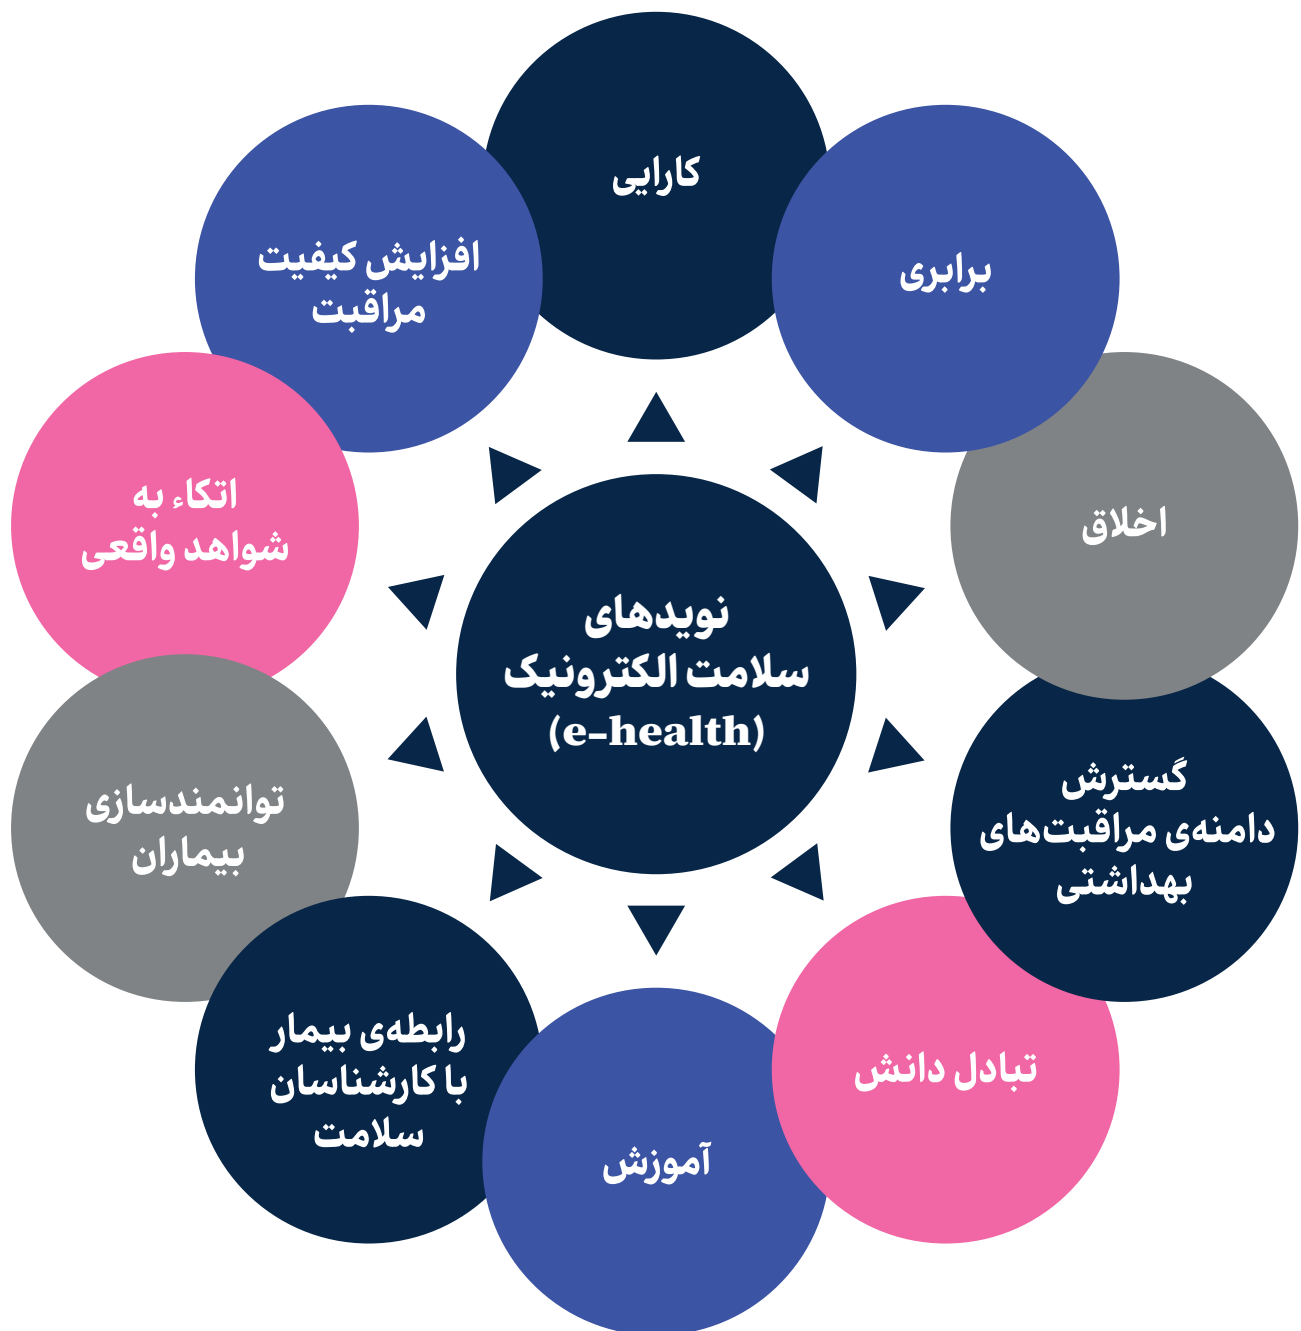 نویدهای
سلامت الکترونیک
(e-health)
کارایی
برابری
اخلاق
گسترش
دامنه‌ی مراقبت‌های
بهداشتی
تبادل دانش
آموزش
رابطه‌ی بیمار
با کارشناسان
سلامت
توانمندسازی
بیماران
اتکاء به
شواهد واقعی
افزایش کیفیت
مراقبت